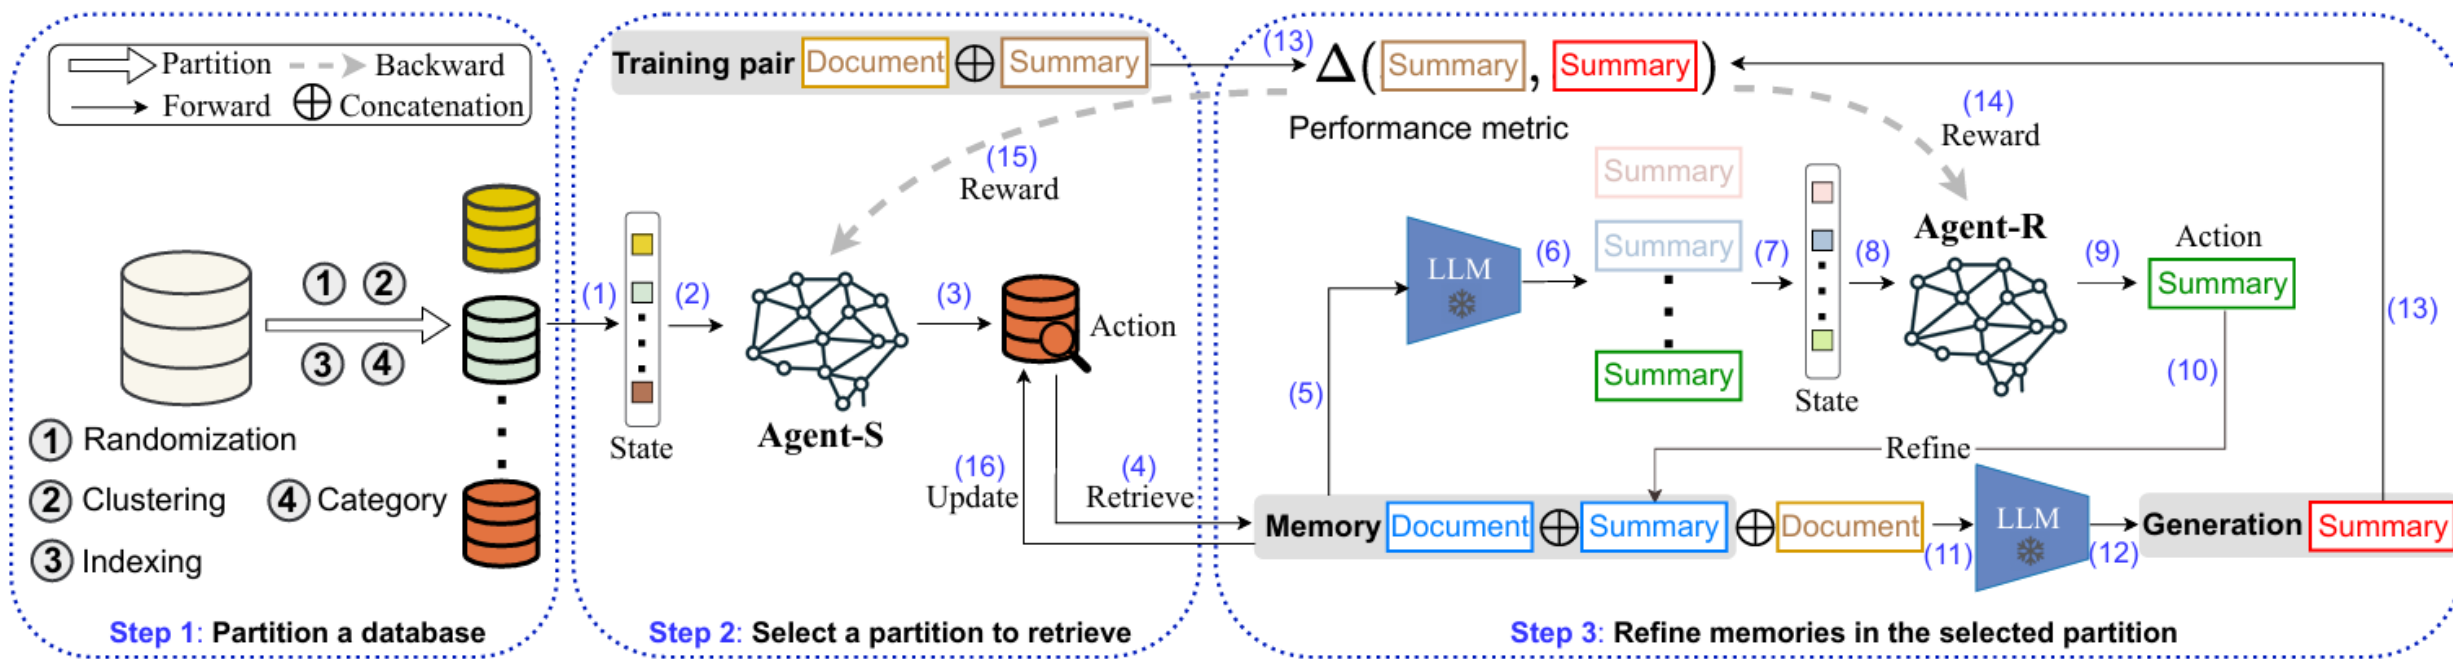 Partition
Backward
Forward
Concatenation
1 2
3 4
1 Randomization
2 Clustering
4 Category
3 Indexing
Step 1: Partition a database
Training pair Document ⊕ Summary
(15)
Reward
(1)
(2)
(3)
State
Agent-S
Action
(16)
Update
(4)
Retrieve
Step 2: Select a partition to retrieve
(13)
Δ(Summary, Summary)
Performance metric
(14)
Reward
(5)
LLM
(6)
Summary
Summary
Summary
(7)
State
(8)
Agent-R
(9)
Action
Summary
(10)
(13)
Refine
Memory Document ⊕ Summary ⊕ Document
(11)
LLM
(12)
Generation Summary
Step 3: Refine memories in the selected partition